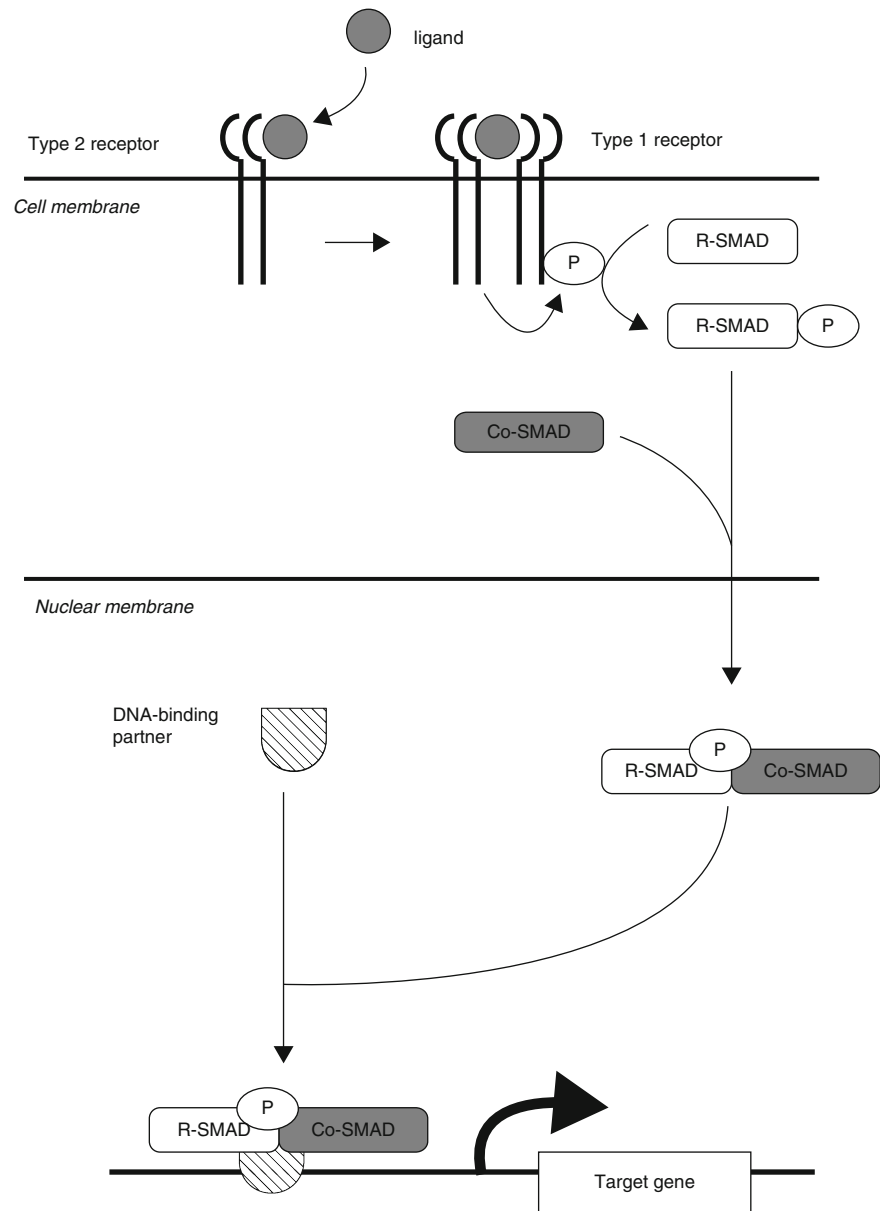 ligand
Type 2 receptor
Type 1 receptor
Cell membrane
R-SMAD
P
R-SMAD
P
Co-SMAD
Nuclear membrane
DNA-binding
partner
P
R-SMAD
Co-SMAD
P
R-SMAD
Co-SMAD
Target gene